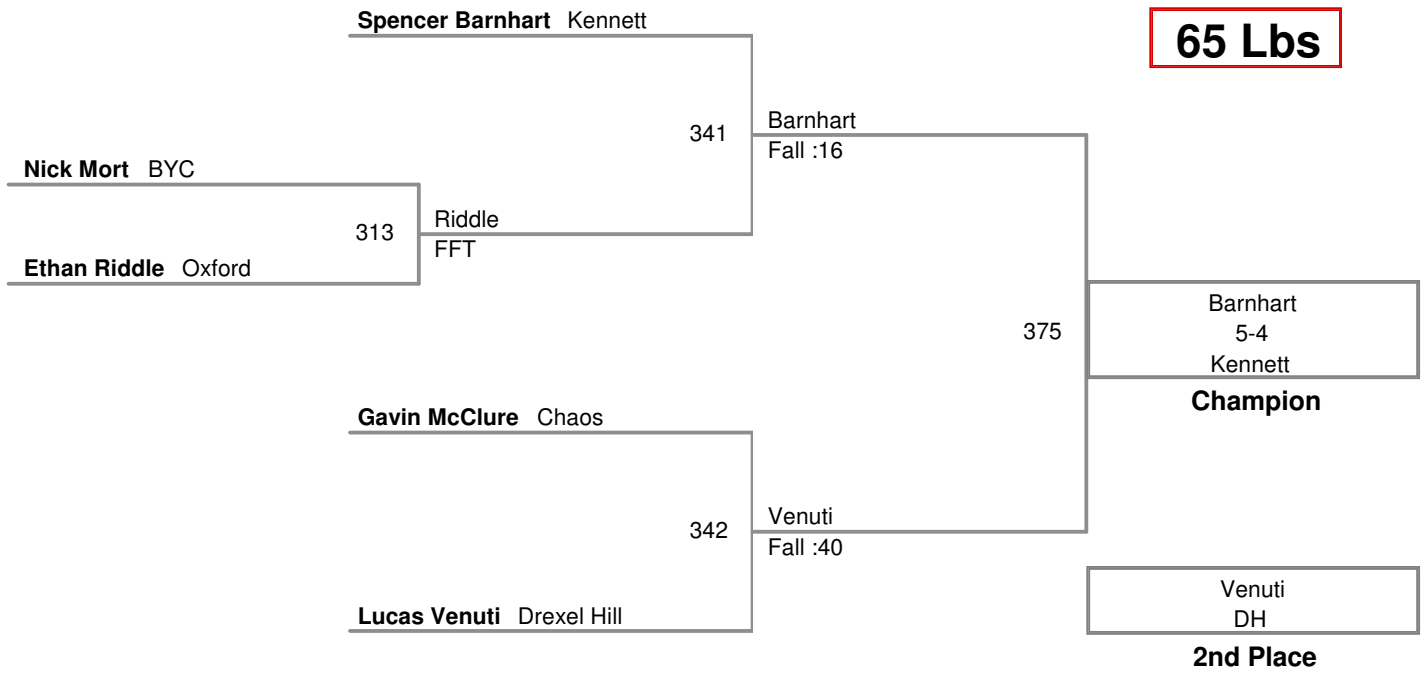 Spencer Barnhart Kennett
65 Lbs
341
Barnhart
Fall :16
Nick Mort BYC
313
Riddle
FFT
Ethan Riddle Oxford
375
Barnhart
5-4
Kennett
Champion
Gavin McClure Chaos
342
Venuti
Fall :40
Lucas Venuti Drexel Hill
Venuti
DH
2nd Place